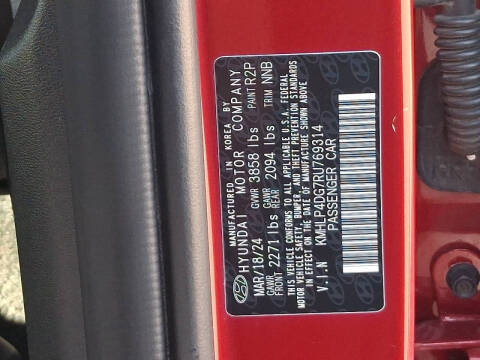 MANUFACTURED IN KOREA BY
HYUNDAI MOTOR COMPANY
MAR/18/24 GVWR 3858 lbs PAINT R2P
GAWR FRONT 2271 lbs GAWR REAR 2094 lbs TRIM NNB
THIS VEHICLE CONFORMS TO ALL APPLICABLE U.S.A. FEDERAL
MOTOR VEHICLE SAFETY, BUMPER, AND THEFT PREVENTION STANDARDS
IN EFFECT ON THE DATE OF MANUFACTURE SHOWN ABOVE
V.I.N KMHLP4DG7RU769314
PASSENGER CAR